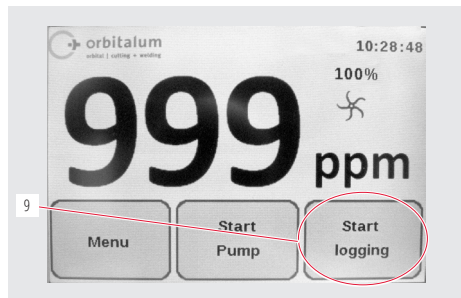 orbitalum
orbital | cutting + welding
10:28:48
100%
999
ppm
9
Menu
Start
Pump
Start
logging